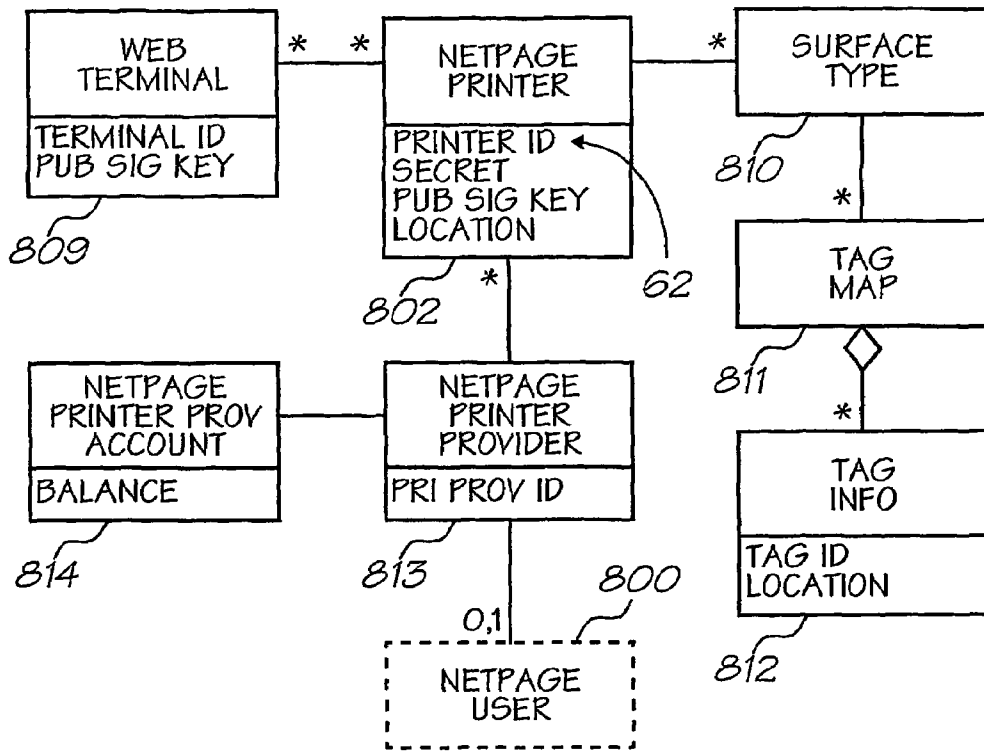 WEB
TERMINAL
TERMINAL ID
PUB SIG KEY
809
*
*
NETPAGE
PRINTER
PRINTER ID
SECRET
PUB SIG KEY
LOCATION
802
62
*
*
SURFACE
TYPE
810
*
TAG
MAP
811
*
TAG
INFO
TAG ID
LOCATION
812
NETPAGE
PRINTER PROV
ACCOUNT
BALANCE
814
NETPAGE
PRINTER
PROVIDER
PRI PROV ID
813
0,1
800
NETPAGE
USER